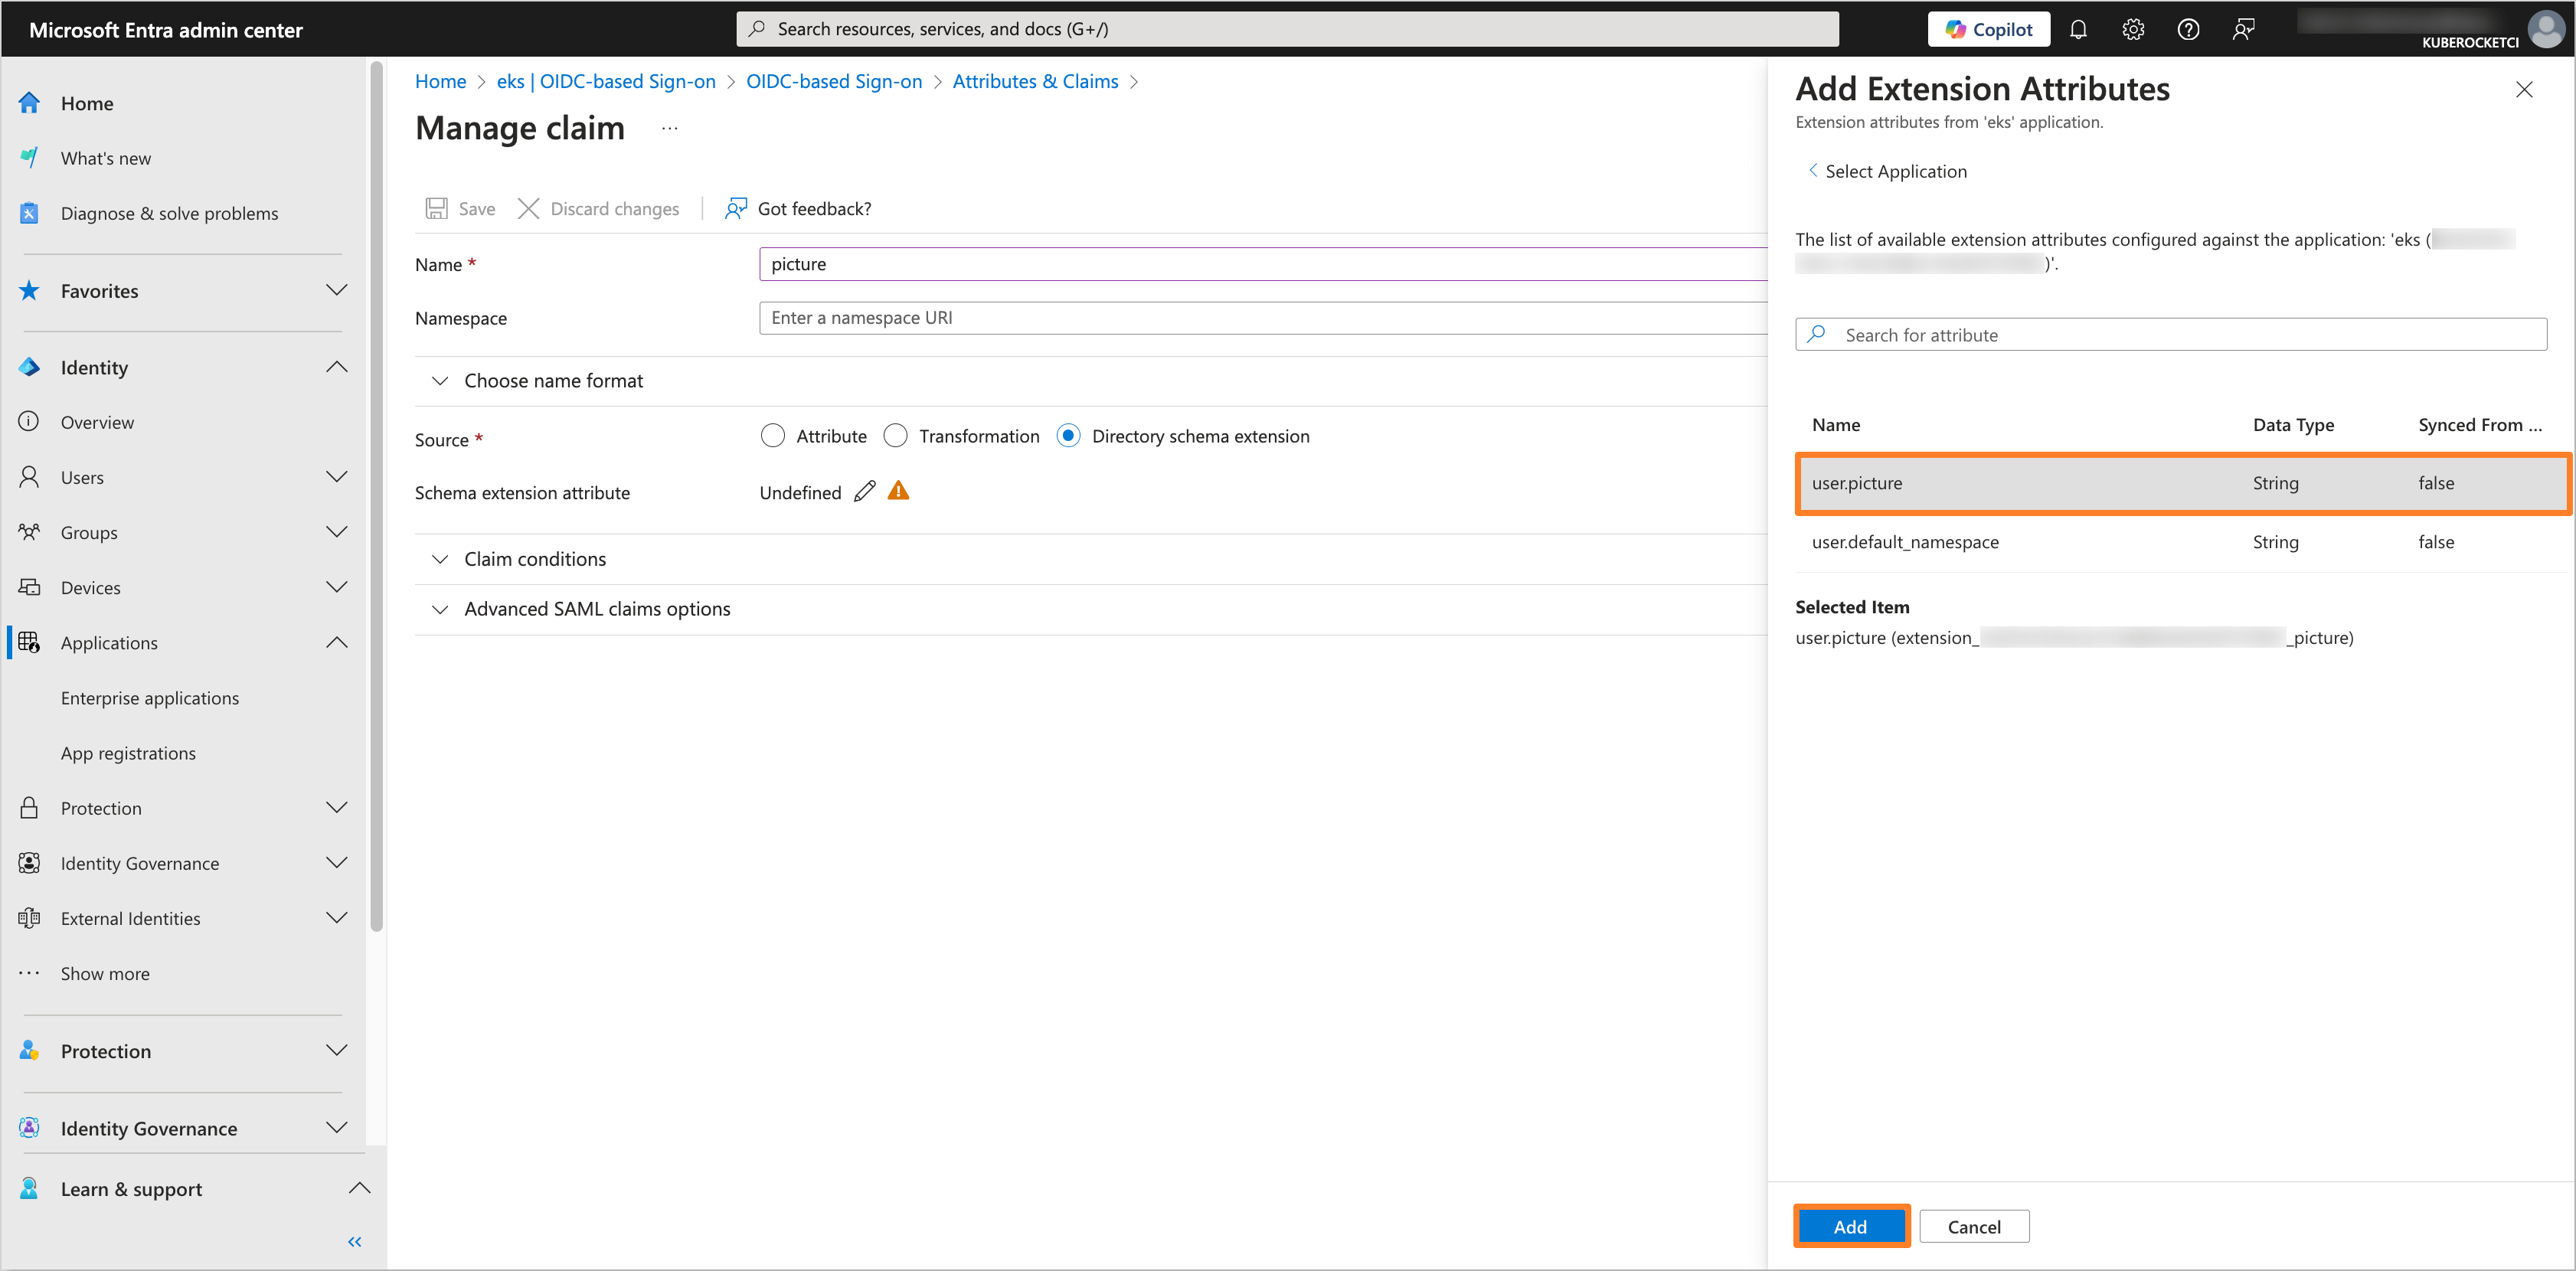 Microsoft Entra admin center
Search resources, services, and docs (G+/)
Copilot
KUBEROCKETCI
Home
What's new
Diagnose & solve problems
Favorites
Identity
Overview
Users
Groups
Devices
Applications
Enterprise applications
App registrations
Protection
Identity Governance
External Identities
Show more
Protection
Identity Governance
Learn & support
Home > eks | OIDC-based Sign-on > OIDC-based Sign-on > Attributes & Claims >
Manage claim ...
Save Discard changes Got feedback?
Name * picture
Namespace Enter a namespace URI
Choose name format
Source * Attribute Transformation Directory schema extension
Schema extension attribute Undefined
Claim conditions
Advanced SAML claims options
Add Extension Attributes
Extension attributes from 'eks' application.
Select Application
The list of available extension attributes configured against the application: 'eks (
)'.
Search for attribute
Name Data Type Synced From ...
user.picture String false
user.default_namespace String false
Selected Item
user.picture (extension_ _picture)
Add Cancel